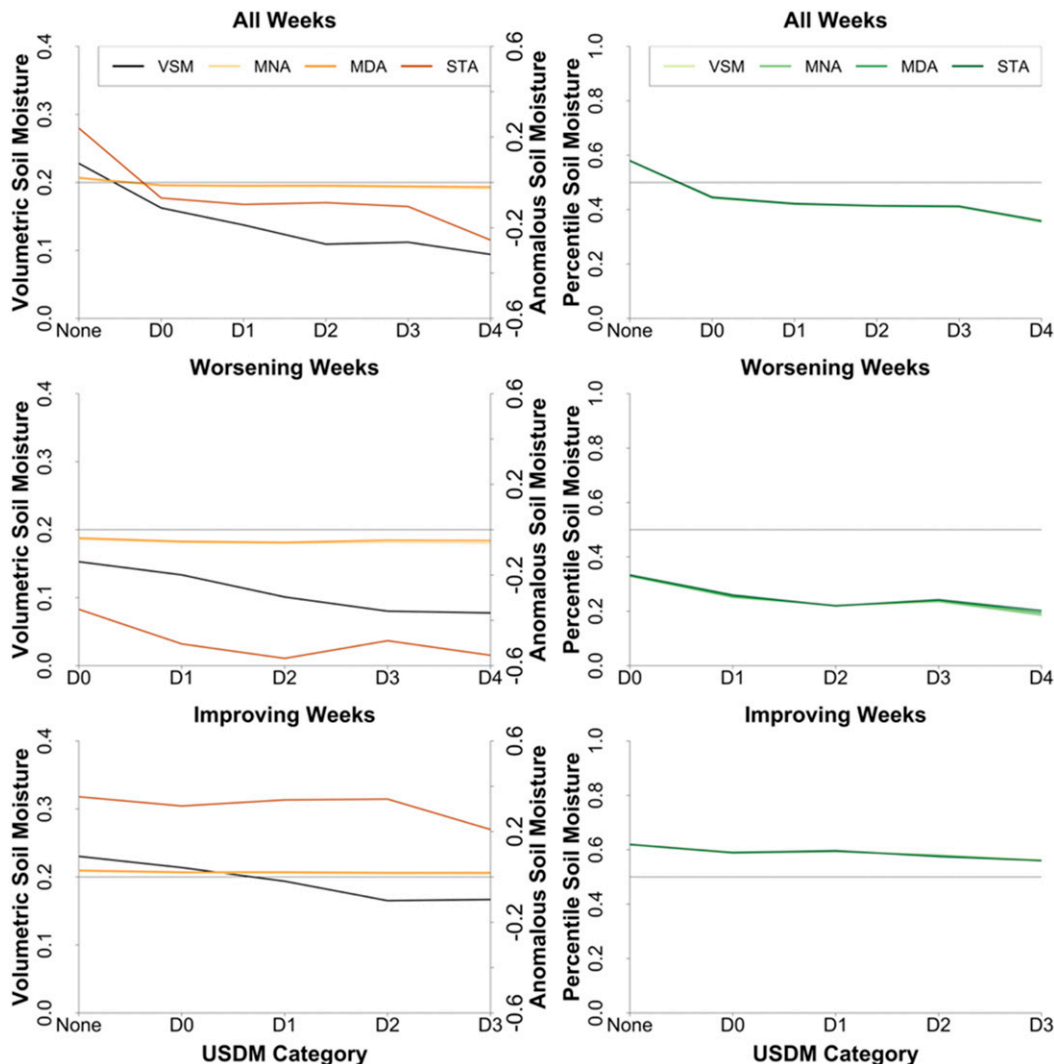 All Weeks
Volumetric Soil Moisture
0.0 0.1 0.2 0.3 0.4
VSM MNA MDA STA
-0.6 -0.2 0.2 0.6
Anomalous Soil Moisture
None D0 D1 D2 D3 D4
All Weeks
Percentile Soil Moisture
0.0 0.2 0.4 0.6 0.8 1.0
VSM MNA MDA STA
None D0 D1 D2 D3 D4
Worsening Weeks
Volumetric Soil Moisture
0.0 0.1 0.2 0.3 0.4
-0.6 -0.2 0.2 0.6
Anomalous Soil Moisture
D0 D1 D2 D3 D4
Worsening Weeks
Percentile Soil Moisture
0.0 0.2 0.4 0.6 0.8 1.0
D0 D1 D2 D3 D4
Improving Weeks
Volumetric Soil Moisture
0.0 0.1 0.2 0.3 0.4
-0.6 -0.2 0.2 0.6
Anomalous Soil Moisture
None D0 D1 D2 D3
USDM Category
Improving Weeks
Percentile Soil Moisture
0.0 0.2 0.4 0.6 0.8 1.0
None D0 D1 D2 D3
USDM Category